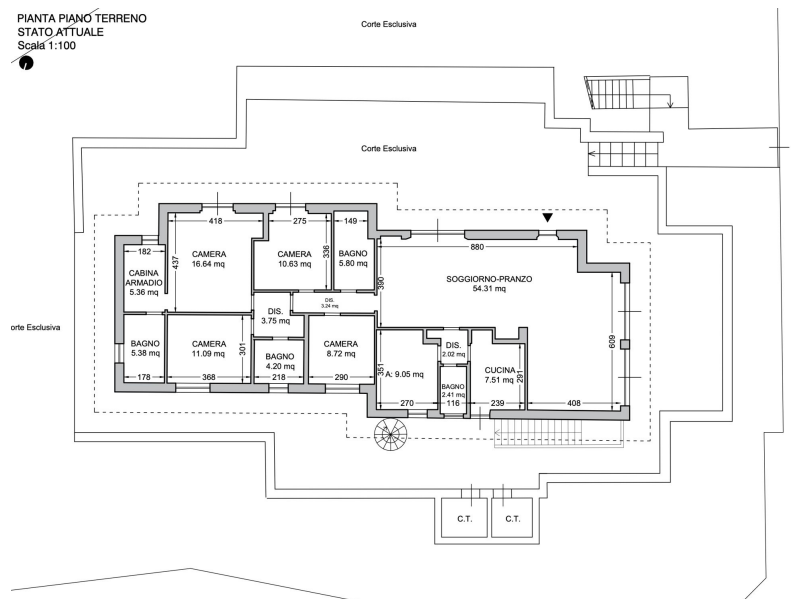 PIANTA PIANO TERRENO
STATO ATTUALE
Scala 1:100
Corte Esclusiva
Corte Esclusiva
orte Esclusiva
418
275
149
182
437
336
880
CAMERA
16.64 mq
CAMERA
10.63 mq
BAGNO
5.80 mq
390
CABINA
ARMADIO
5.36 mq
SOGGIORNO-PRANZO
54.31 mq
DIS.
3.24 mq
DIS.
3.75 mq
609
BAGNO
5.38 mq
CAMERA
11.09 mq
301
BAGNO
4.20 mq
CAMERA
8.72 mq
351
A: 9.05 mq
DIS.
2.02 mq
CUCINA
7.51 mq
291
BAGNO
2.41 mq
178
368
218
290
270
116
239
408
C.T.
C.T.